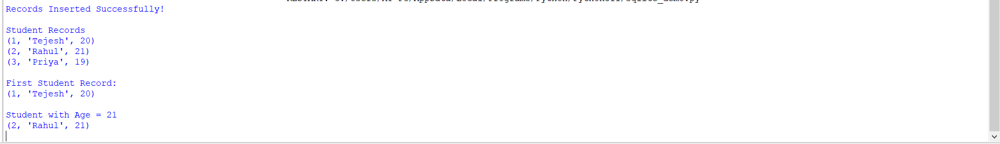 Records Inserted Successfully!
Student Records
(1, 'Tejesh', 20)
(2, 'Rahul', 21)
(3, 'Priya', 19)
First Student Record:
(1, 'Tejesh', 20)
Student with Age = 21
(2, 'Rahul', 21)